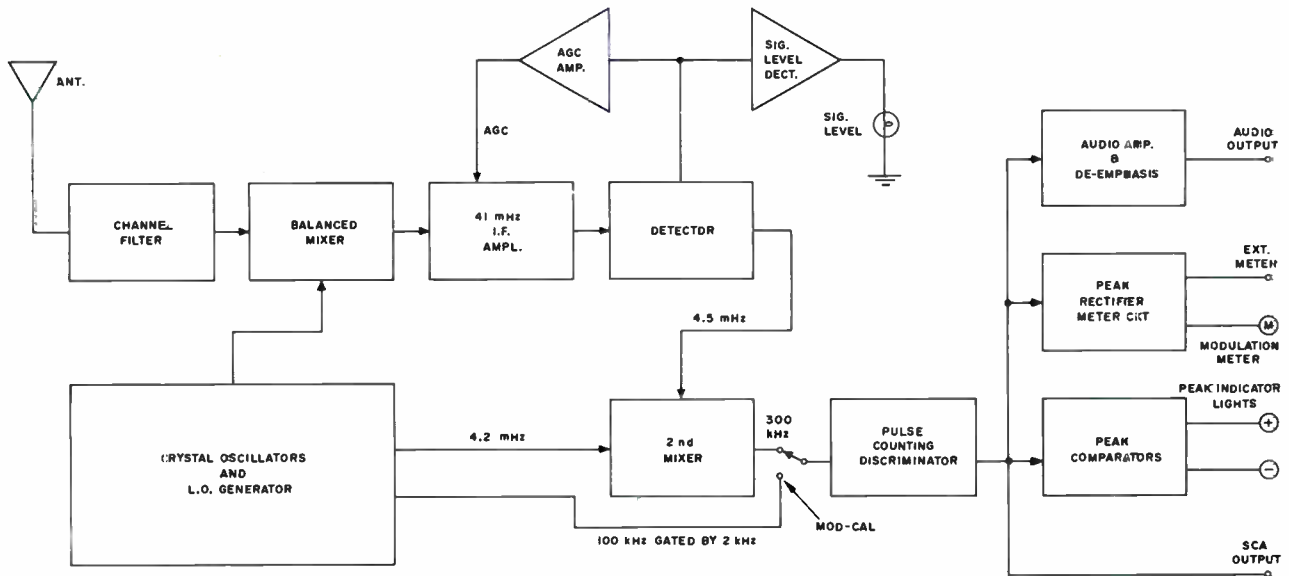 ANT.
AGC
AMP.
SIG.
LEVEL
DECT.
SIG.
LEVEL
AGC
CHANNEL
FILTER
BALANCED
MIXER
41 mHz
I.F.
AMPL.
DETECTOR
AUDIO AMP.
&
DE-EMPHASIS
AUDIO
OUTPUT
PEAK
RECTIFIER
METER CKT
EXT.
METER
M
MODULATION
METER
4.5 mHz
CRYSTAL OSCILLATORS
AND
L.O. GENERATOR
4.2 mHz
2nd
MIXER
300
kHz
PULSE
COUNTING
DISCRIMINATOR
PEAK
COMPARATORS
PEAK INDICATOR
LIGHTS
+
−
MOD-CAL
100 kHz GATED BY 2 kHz
SCA
OUTPUT